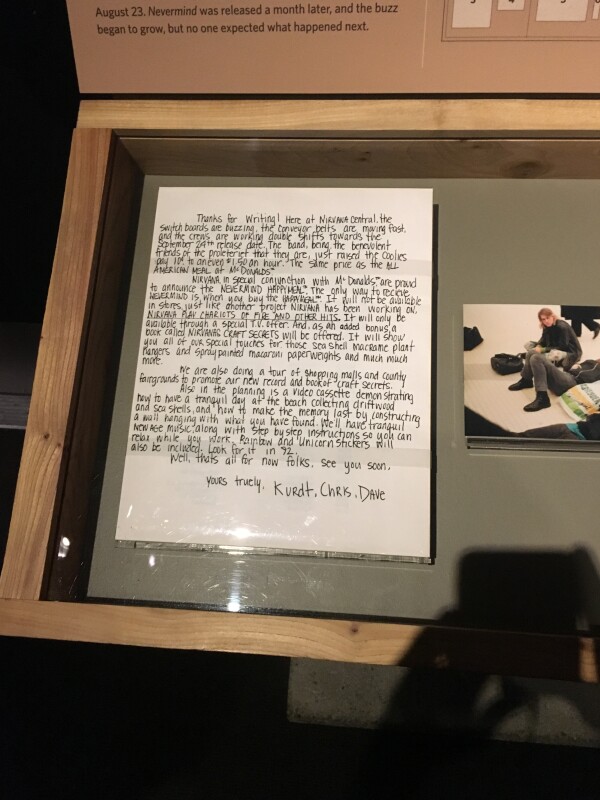 August 23. Nevermind was released a month later, and the buzz
began to grow, but no one expected what happened next.
3 4 5 6
Thanks for writing! Here at NIRVANA Central, the
switch boards are buzzing, the conveyor belts are moving fast,
and the crews are working double shifts towards the
September 24th release date. The band, being the benevolent
friends of the proleteriet that they are, just raised the Coolies
pay 10¢ to an even $1.50 an hour. The same price as the ALL
AMERICAN MEAL at McDONALDS™
NIRVANA in special conjunction with McDonalds™ are proud
to announce the NEVERMIND HAPPYMEAL™. The only way to recieve
NEVERMIND is when you buy the HAPPYMEAL™. It will not be available
in stores, just like another project NIRVANA has been working on,
NIRVANA PLAY CHARIOTS OF FIRE AND OTHER HITS. It will only be
available through a special T.V. offer. And, as an added bonus, a
book called NIRVANAS CRAFT SECRETS will be offered. It will show
you all of our special touches for those sea shell macrame plant
hangers and spraypainted macaroni paperweights and much much
more.
We are also doing a tour of shopping malls and county
fairgrounds to promote our new record and book of craft secrets.
Also in the planning is a video cassette demonstrating
how to have a tranquil day at the beach collecting driftwood
and sea shells, and how to make the memory last by constructing
a wall hanging with what you have found. We'll have tranquil
new age music, along with step by step instructions so you can
relax while you work. Rainbow and Unicorn stickers will
also be included. Look for it in '92.
Well, thats all for now folks, see you soon,
yours truely, Kurdt, Chris, Dave